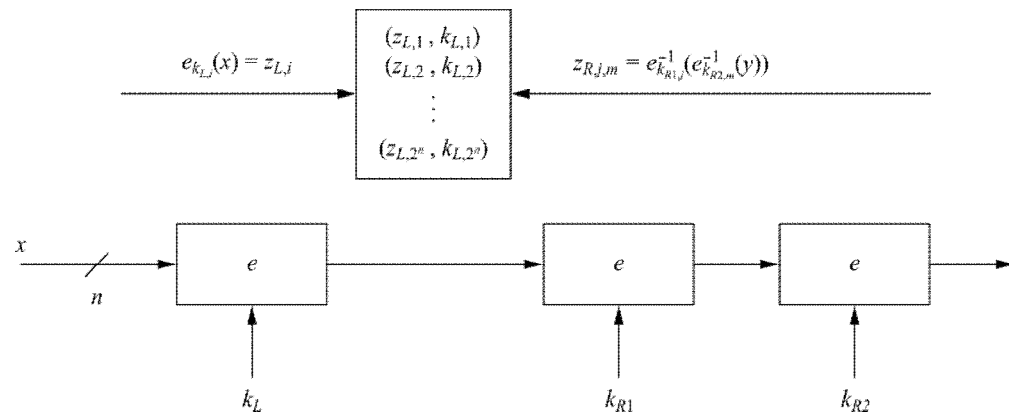 (z_{L,1} , k_{L,1})
e_{k_{L,i}}(x) = z_{L,i}
(z_{L,2} , k_{L,2})
z_{R,j,m} = e^{-1}_{k_{R1,j}}(e^{-1}_{k_{R2,m}}(y))
⋮
(z_{L,2^n} , k_{L,2^n})
x
e
e
e
n
k_L
k_{R1}
k_{R2}